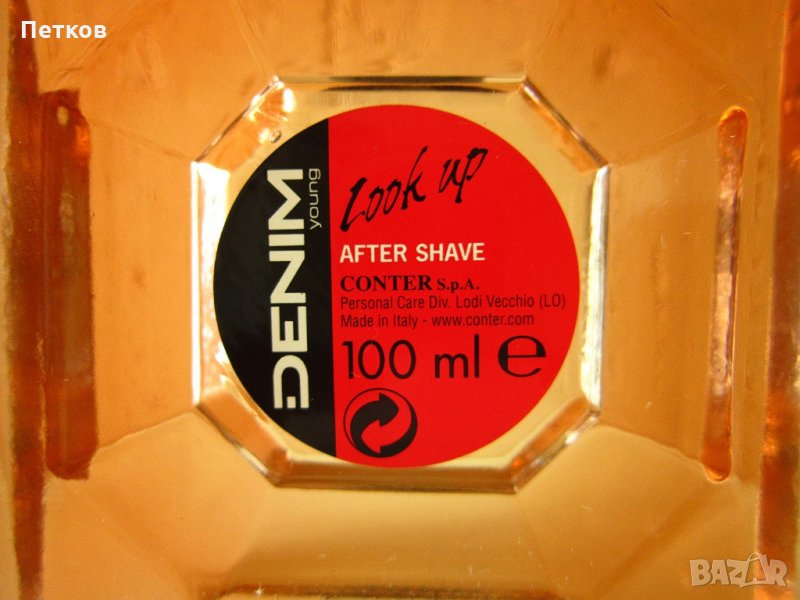 Петков
DENIM
young
Look up
AFTER SHAVE
CONTER S.p.A.
Personal Care Div. Lodi Vecchio (LO)
Made in Italy - www.conter.com
100 ml e
BAZAR